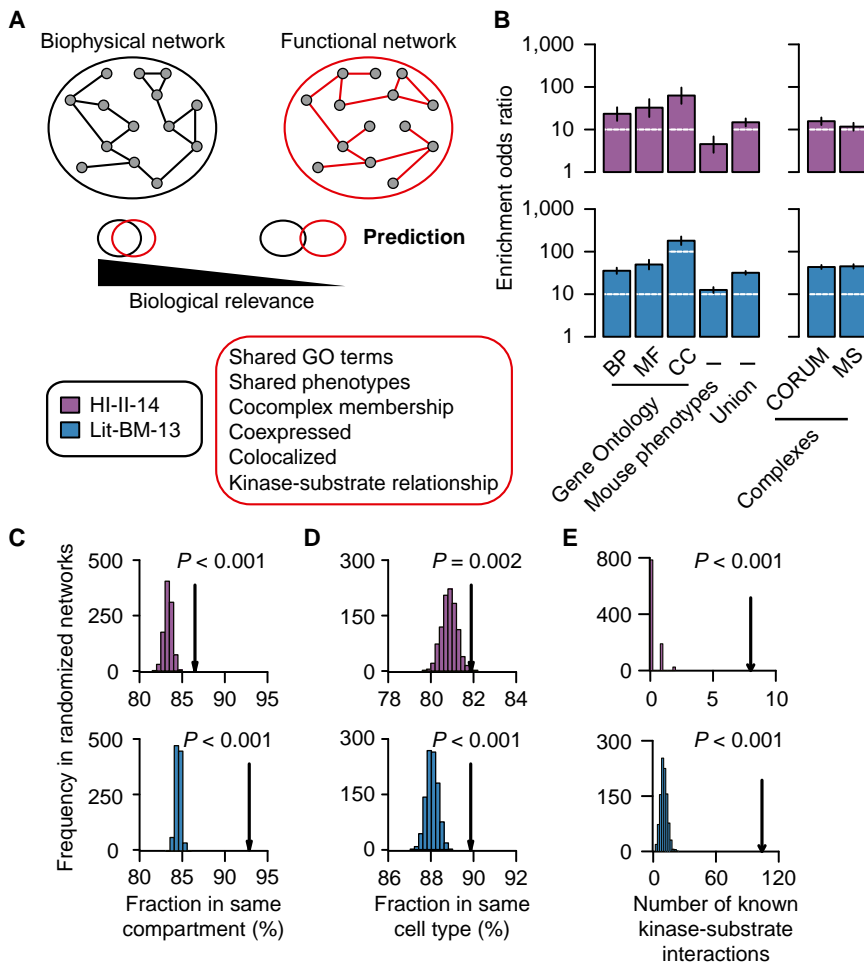 A
Biophysical network
Functional network
Prediction
Biological relevance
HI-II-14
Lit-BM-13
Shared GO terms
Shared phenotypes
Cocomplex membership
Coexpressed
Colocalized
Kinase-substrate relationship
B
Enrichment odds ratio
1,000
100
10
1
1,000
100
10
1
BP
MF
CC
–
–
Gene Ontology
Mouse phenotypes
Union
CORUM
MS
Complexes
C
Frequency in randomized networks
500
250
0
P < 0.001
80 85 90 95
500
250
0
P < 0.001
80 85 90 95
Fraction in same
compartment (%)
D
300
150
0
P = 0.002
78 80 82 84
300
150
0
P < 0.001
86 88 90 92
Fraction in same
cell type (%)
E
800
400
0
P < 0.001
0 5 10
300
150
0
P < 0.001
0 60 120
Number of known
kinase-substrate
interactions